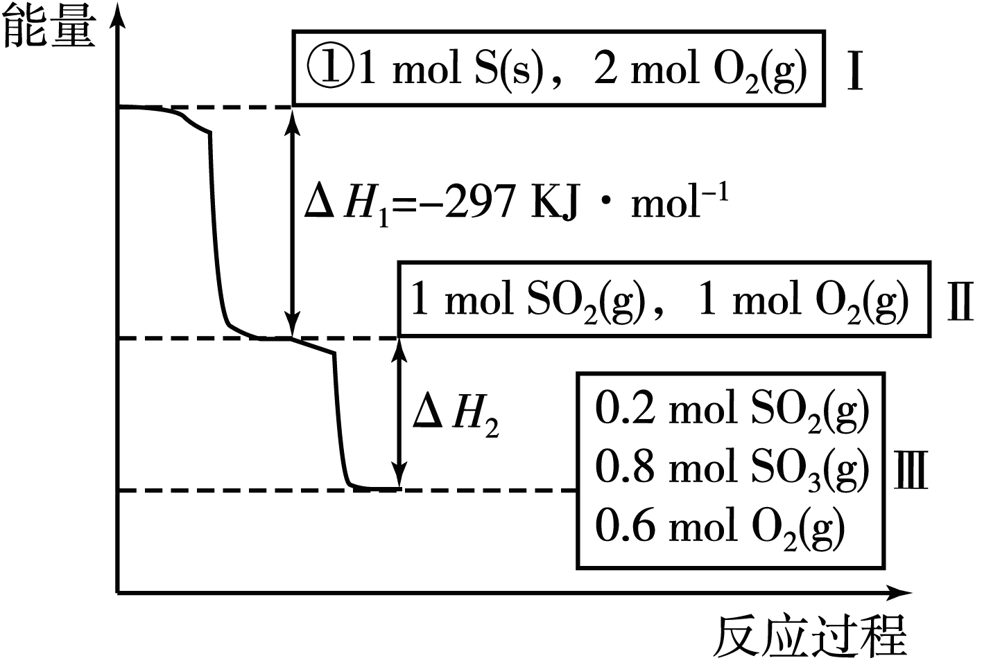 能量
①1 mol S(s)，2 mol O₂(g) Ⅰ
ΔH₁=−297 KJ·mol⁻¹
1 mol SO₂(g)，1 mol O₂(g) Ⅱ
ΔH₂
0.2 mol SO₂(g)
0.8 mol SO₃(g) Ⅲ
0.6 mol O₂(g)
反应过程